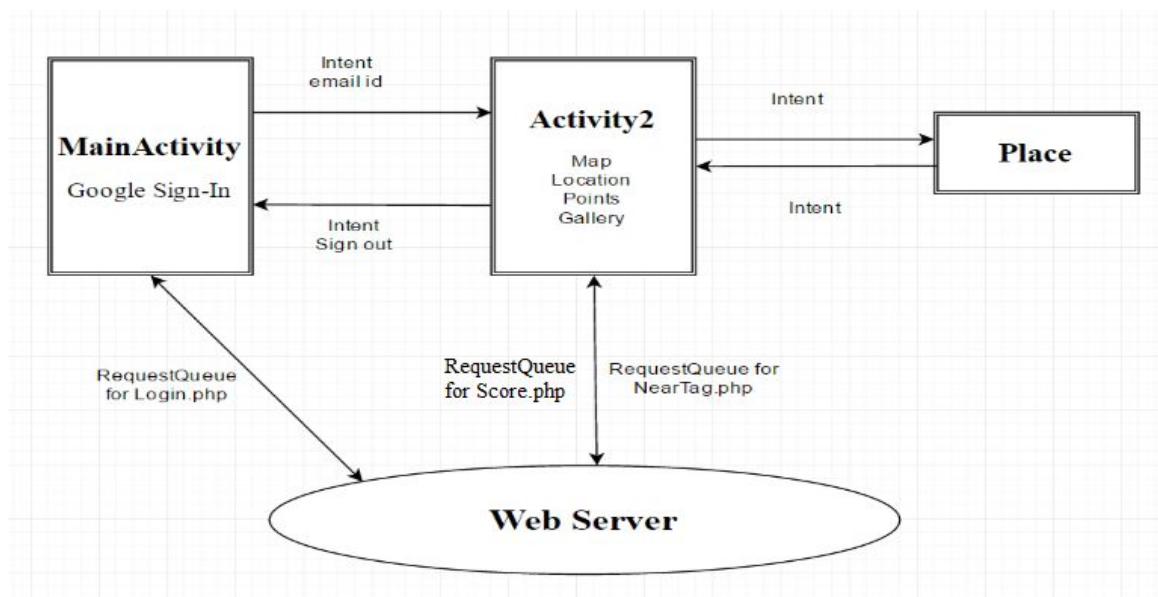 Intent
email id
MainActivity
Google Sign-In
Intent
Sign out
Activity2
Map
Location
Points
Gallery
Intent
Place
Intent
RequestQueue
for Login.php
RequestQueue
for Score.php
RequestQueue for
NearTag.php
Web Server